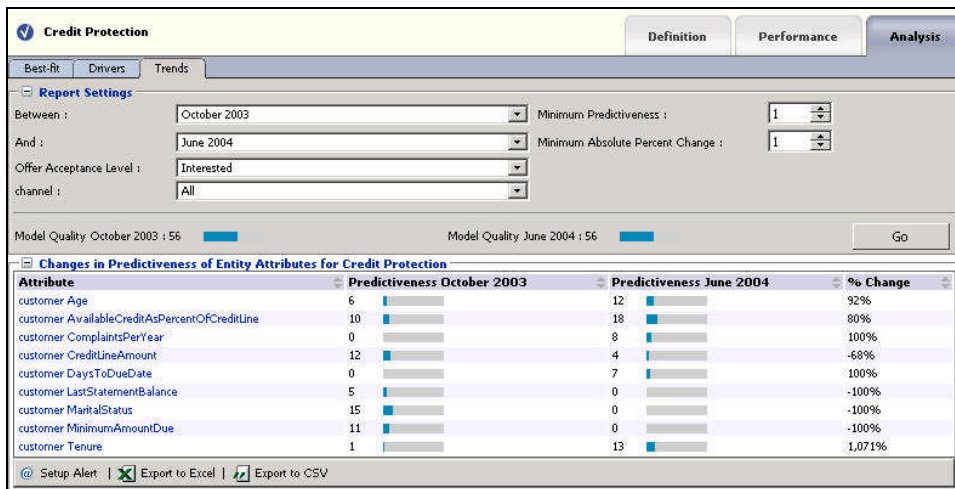 Credit Protection Definition Performance Analysis
Best-fit Drivers Trends
Report Settings
Between : October 2003 Minimum Predictiveness : 1
And : June 2004 Minimum Absolute Percent Change : 1
Offer Acceptance Level : Interested
channel : All
Model Quality October 2003 : 56 Model Quality June 2004 : 56 Go
Changes in Predictiveness of Entity Attributes for Credit Protection
Attribute Predictiveness October 2003 Predictiveness June 2004 % Change
customer Age 6 12 92%
customer AvailableCreditAsPercentOfCreditLine 10 18 80%
customer ComplaintsPerYear 0 8 100%
customer CreditLineAmount 12 4 -68%
customer DaysToDueDate 0 7 100%
customer LastStatementBalance 5 0 -100%
customer MaritalStatus 15 0 -100%
customer MinimumAmountDue 11 0 -100%
customer Tenure 1 13 1,071%
@ Setup Alert | Export to Excel | Export to CSV